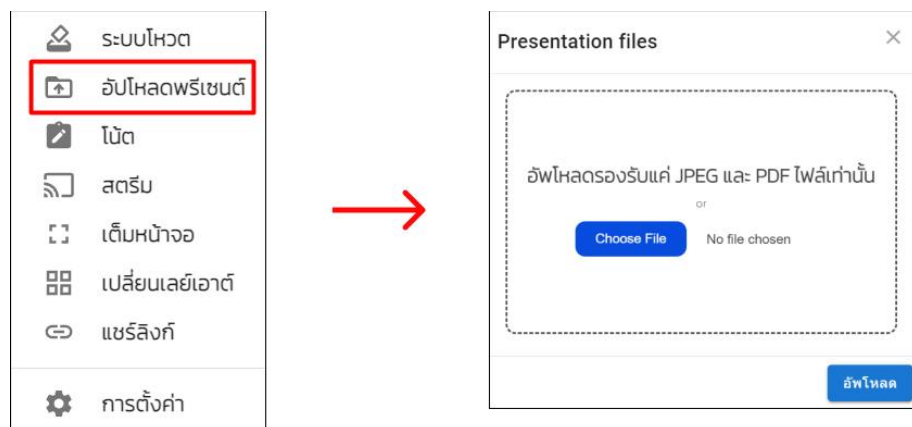 ระบบโหวต
อัปโหลดพรีเซนต์
โน้ต
สตรีม
เต็มหน้าจอ
เปลี่ยนเลย์เอาต์
แชร์ลิงก์
การตั้งค่า
Presentation files
อัพโหลดรองรับแค่ JPEG และ PDF ไฟล์เท่านั้น
or
Choose File No file chosen
อัพโหลด